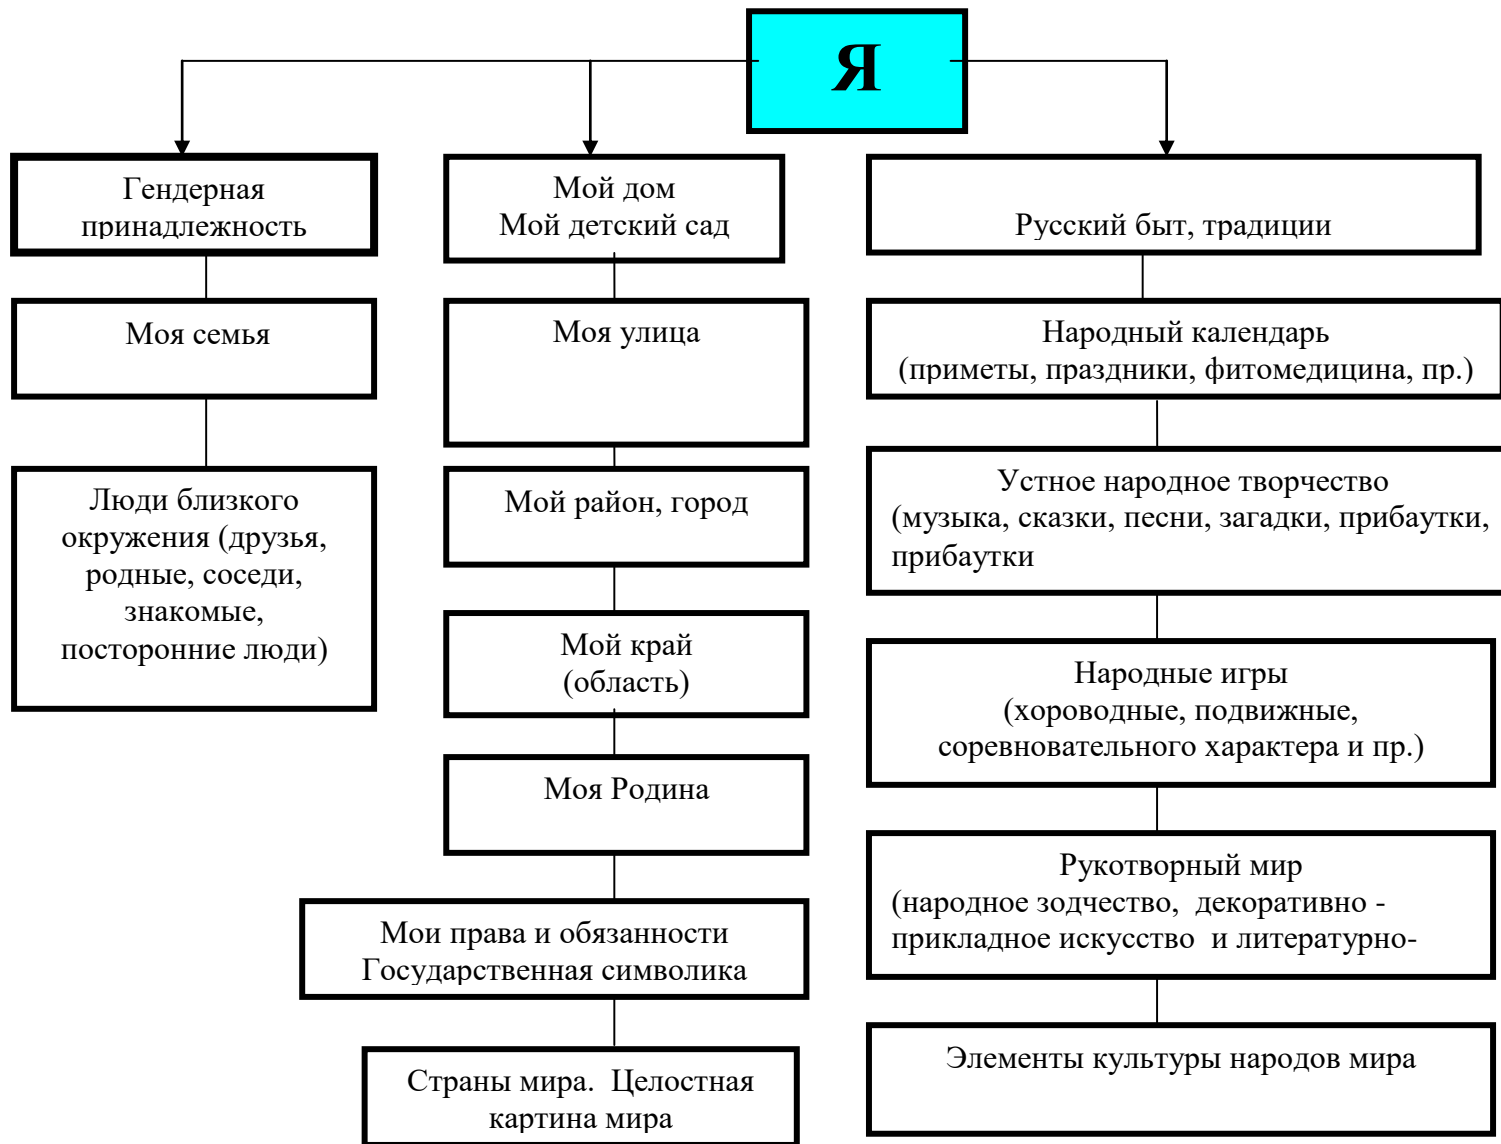 Я
Гендерная
принадлежность
Моя семья
Люди близкого
окружения (друзья,
родные, соседи,
знакомые,
посторонние люди)
Мой дом
Мой детский сад
Моя улица
Мой район, город
Мой край
(область)
Моя Родина
Мои права и обязанности
Государственная символика
Страны мира. Целостная
картина мира
Русский быт, традиции
Народный календарь
(приметы, праздники, фитомедицина, пр.)
Устное народное творчество
(музыка, сказки, песни, загадки, прибаутки,
прибаутки
Народные игры
(хороводные, подвижные,
соревновательного характера и пр.)
Рукотворный мир
(народное зодчество, декоративно -
прикладное искусство и литературно-
Элементы культуры народов мира